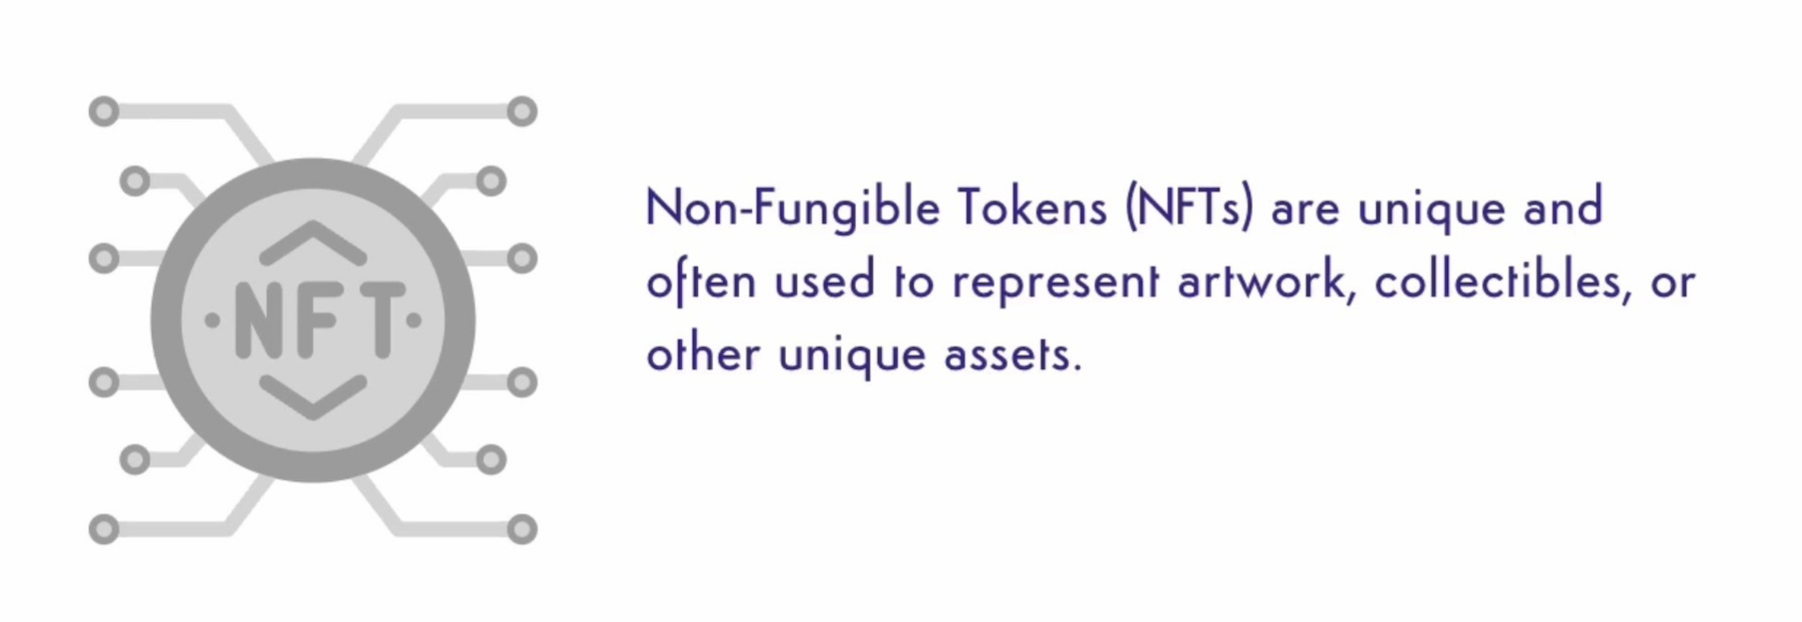 NFT
Non-Fungible Tokens (NFTs) are unique and
often used to represent artwork, collectibles, or
other unique assets.